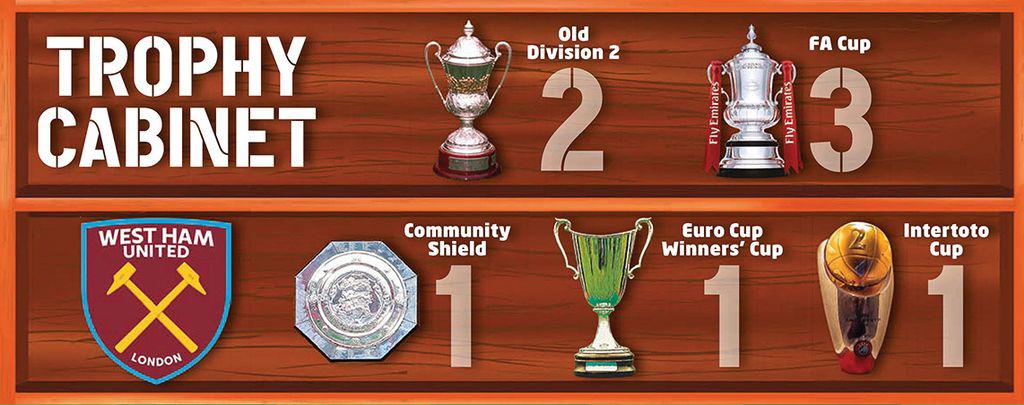 TROPHY
CABINET
Old
Division 2
2
Fly Emirates
Fly Emirates
FA Cup
3
WEST HAM
UNITED
LONDON
Community
Shield
1
Euro Cup
Winners' Cup
1
2
Intertoto
Cup
1